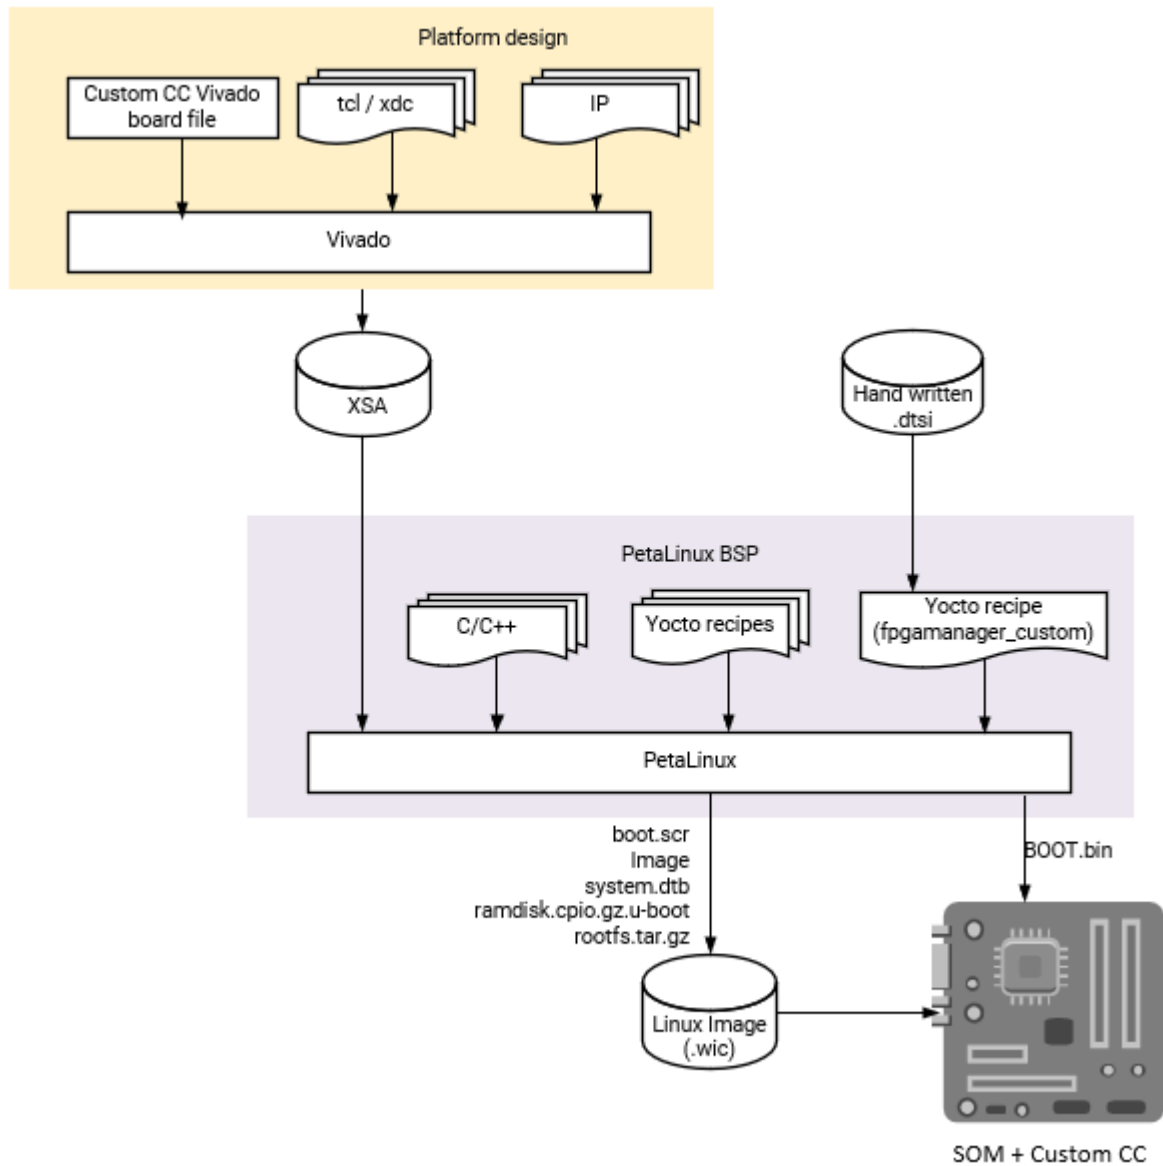 Platform design
Custom CC Vivado
board file
tcl / xdc
IP
Vivado
XSA
Hand written
.dtsi
PetaLinux BSP
C/C++
Yocto recipes
Yocto recipe
(fpgamanager_custom)
PetaLinux
boot.scr
Image
system.dtb
ramdisk.cpio.gz.u-boot
rootfs.tar.gz
BOOT.bin
Linux Image
(.wic)
SOM + Custom CC